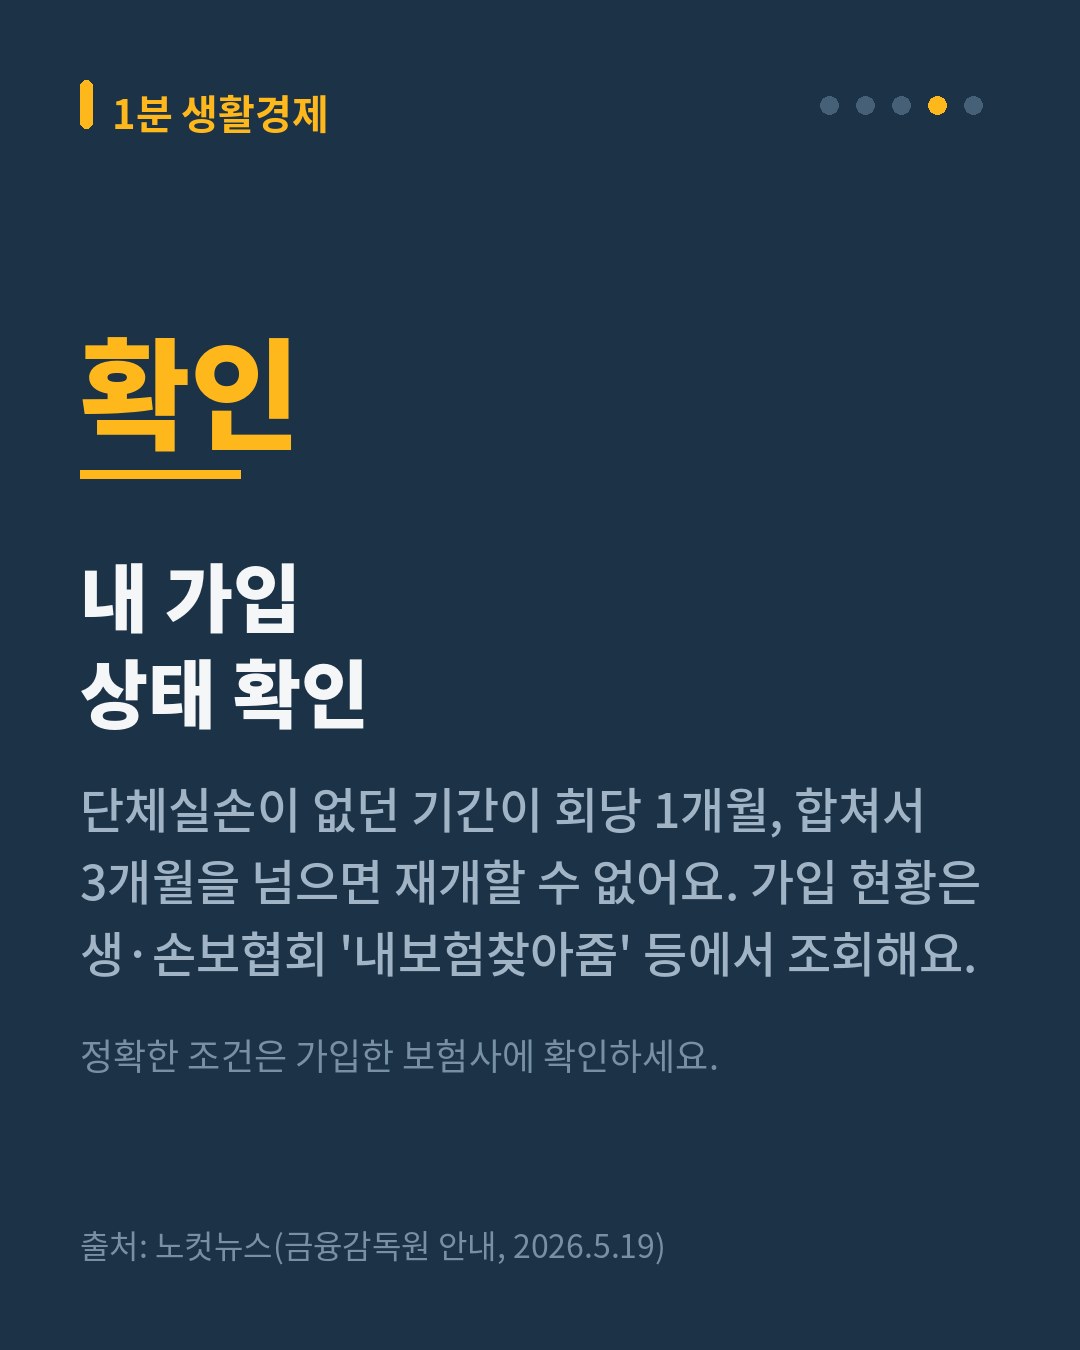 1분 생활경제
확인
내 가입
상태 확인
단체실손이 없던 기간이 회당 1개월, 합쳐서
3개월을 넘으면 재개할 수 없어요. 가입 현황은
생·손보협회 '내보험찾아줌' 등에서 조회해요.
정확한 조건은 가입한 보험사에 확인하세요.
출처: 노컷뉴스(금융감독원 안내, 2026.5.19)